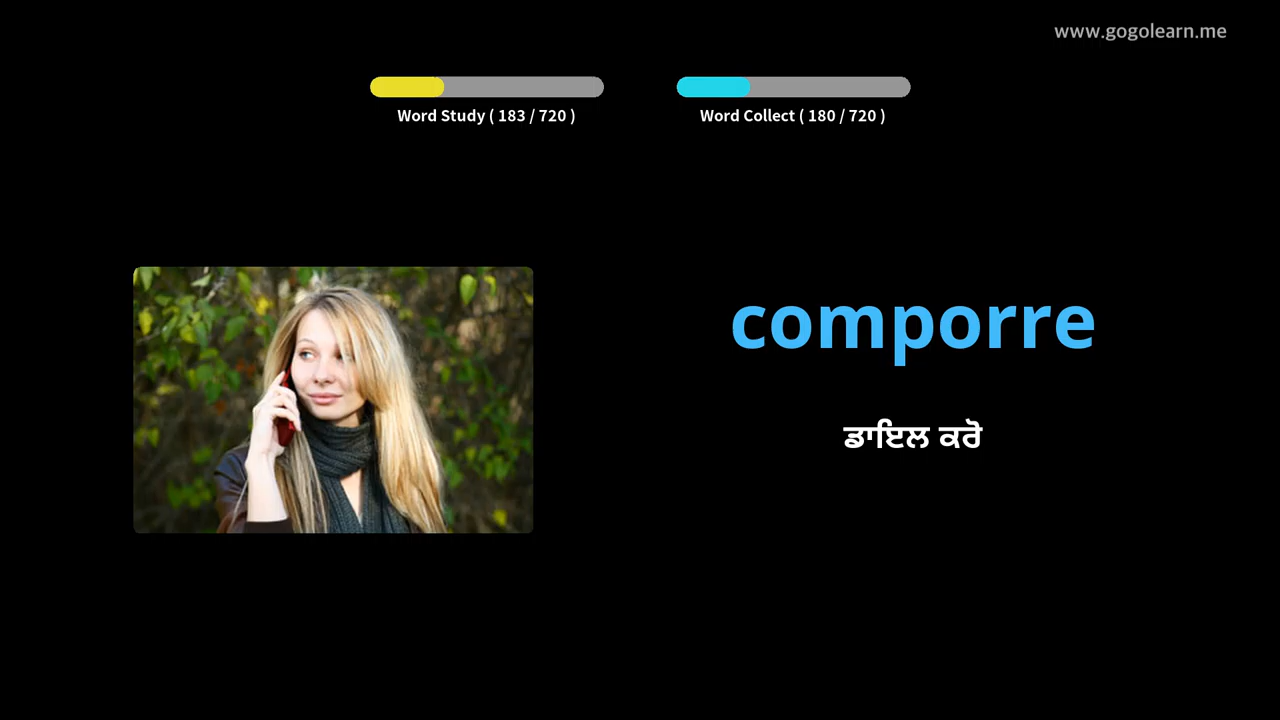 www.gogolearn.me
Word Study ( 183 / 720 )
Word Collect ( 180 / 720 )
comporre
ਡਾਇਲ ਕਰੋ